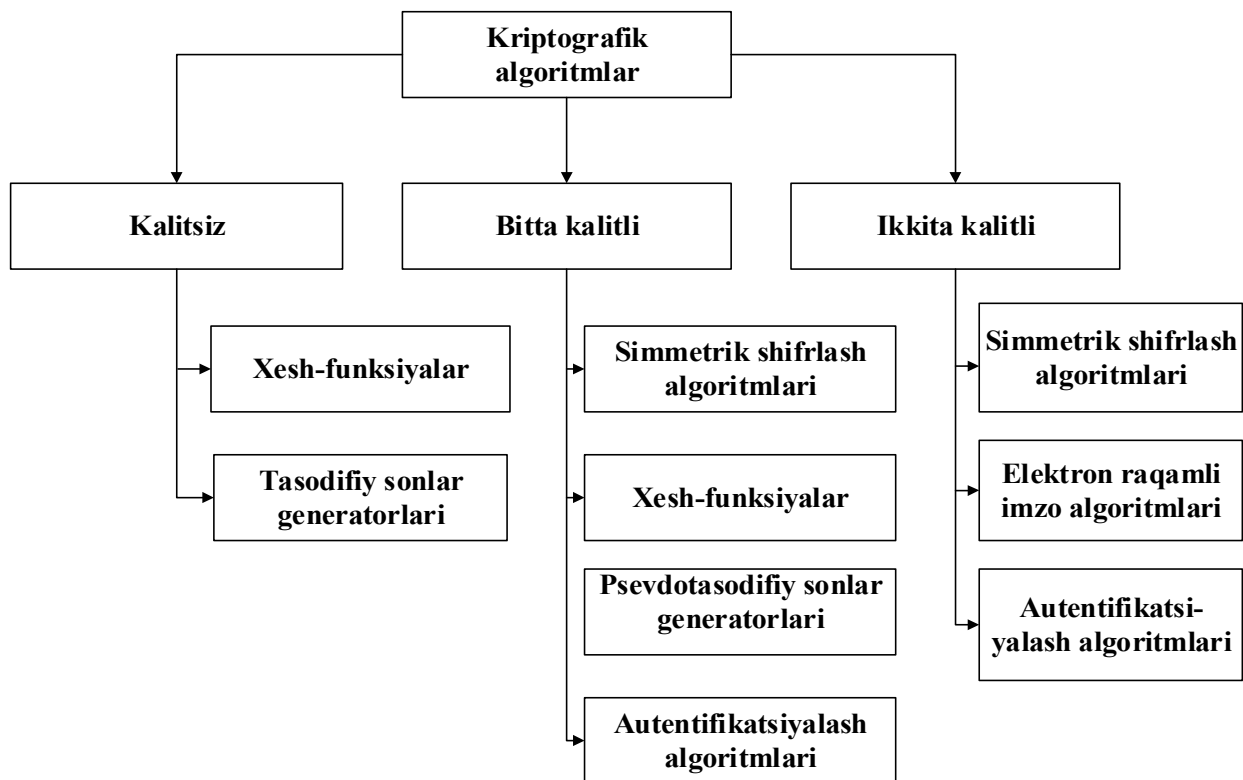 Kriptografik
algoritmlar
Kalitsiz
Bitta kalitli
Ikkita kalitli
Xesh-funksiyalar
Tasodifiy sonlar
generatorlari
Simmetrik shifrlash
algoritmlari
Xesh-funksiyalar
Psevdotasodifiy sonlar
generatorlari
Autentifikatsiyalash
algoritmlari
Simmetrik shifrlash
algoritmlari
Elektron raqamli
imzo algoritmlari
Autentifikatsi-
yalash algoritmlari